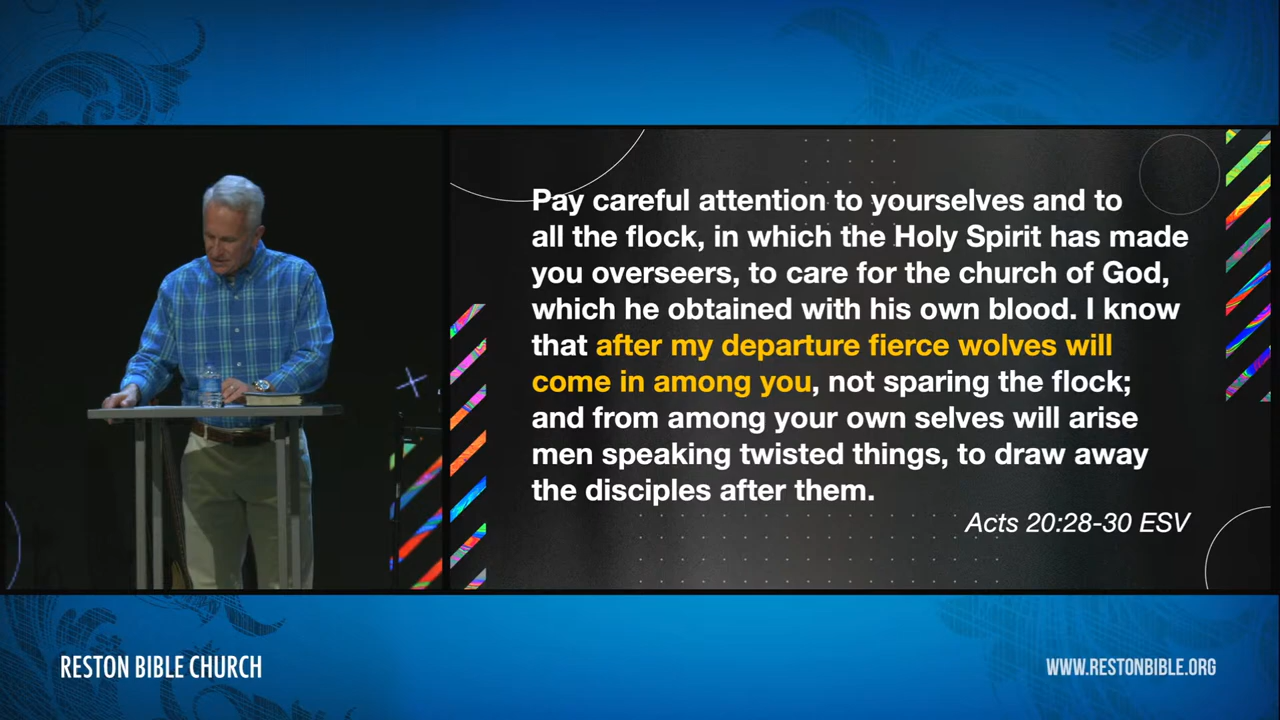 Pay careful attention to yourselves and to
all the flock, in which the Holy Spirit has made
you overseers, to care for the church of God,
which he obtained with his own blood. I know
that after my departure fierce wolves will
come in among you, not sparing the flock;
and from among your own selves will arise
men speaking twisted things, to draw away
the disciples after them.
Acts 20:28-30 ESV
RESTON BIBLE CHURCH
WWW.RESTONBIBLE.ORG